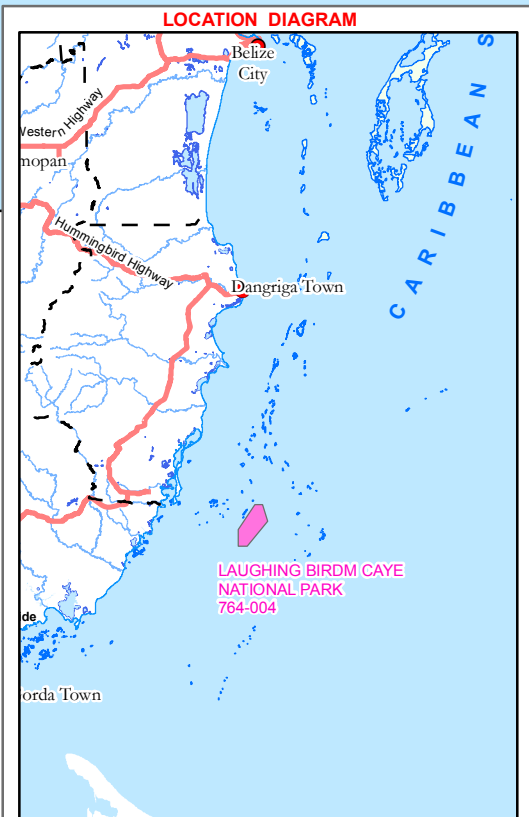 LOCATION DIAGRAM
Belize
City
Western Highway
mopan
Hummingbird Highway
Dangriga Town
CARIBBEAN S
LAUGHING BIRDM CAYE
NATIONAL PARK
764-004
de
orda Town